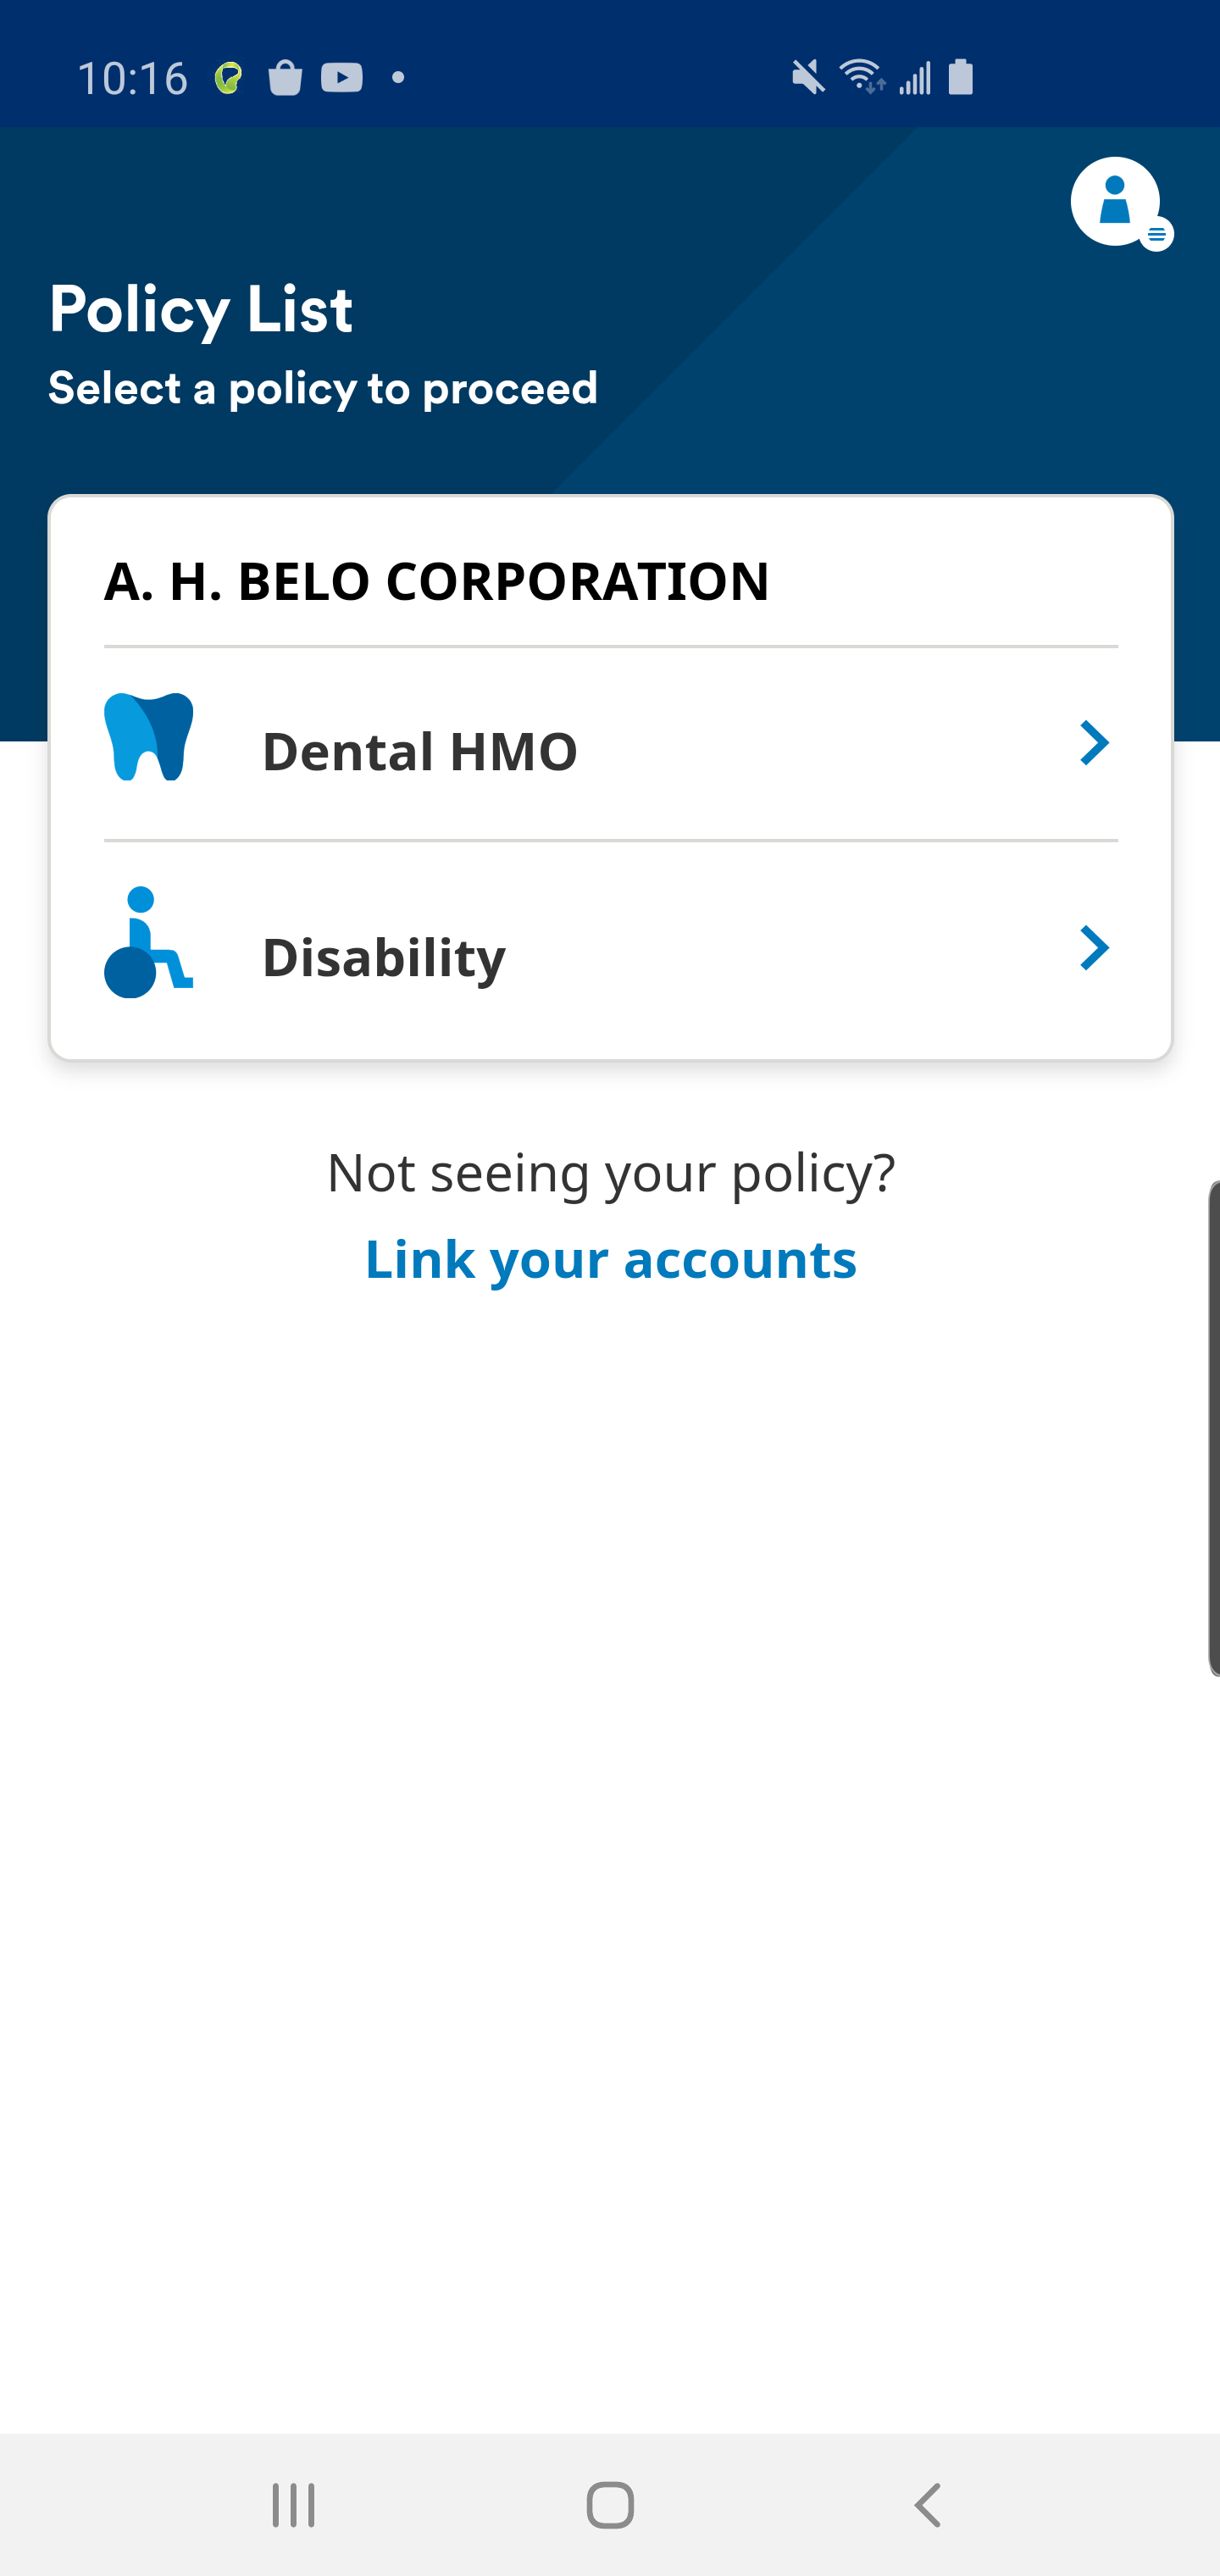 10:16
Policy List
Select a policy to proceed
A. H. BELO CORPORATION
Dental HMO
Disability
Not seeing your policy?
Link your accounts